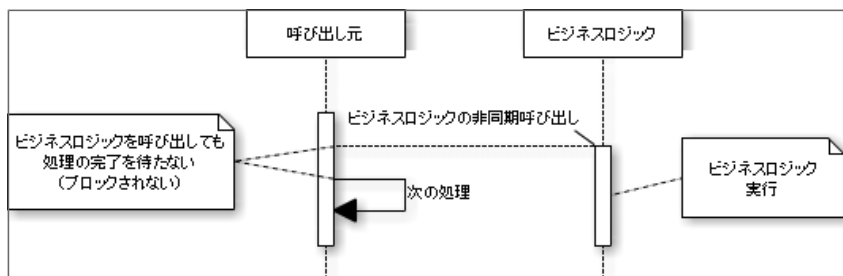 呼び出し元
ビジネスロジック
ビジネスロジックの非同期呼び出し
ビジネスロジックを呼び出しても
処理の完了を待たない
(ブロックされない)
次の処理
ビジネスロジック
実行